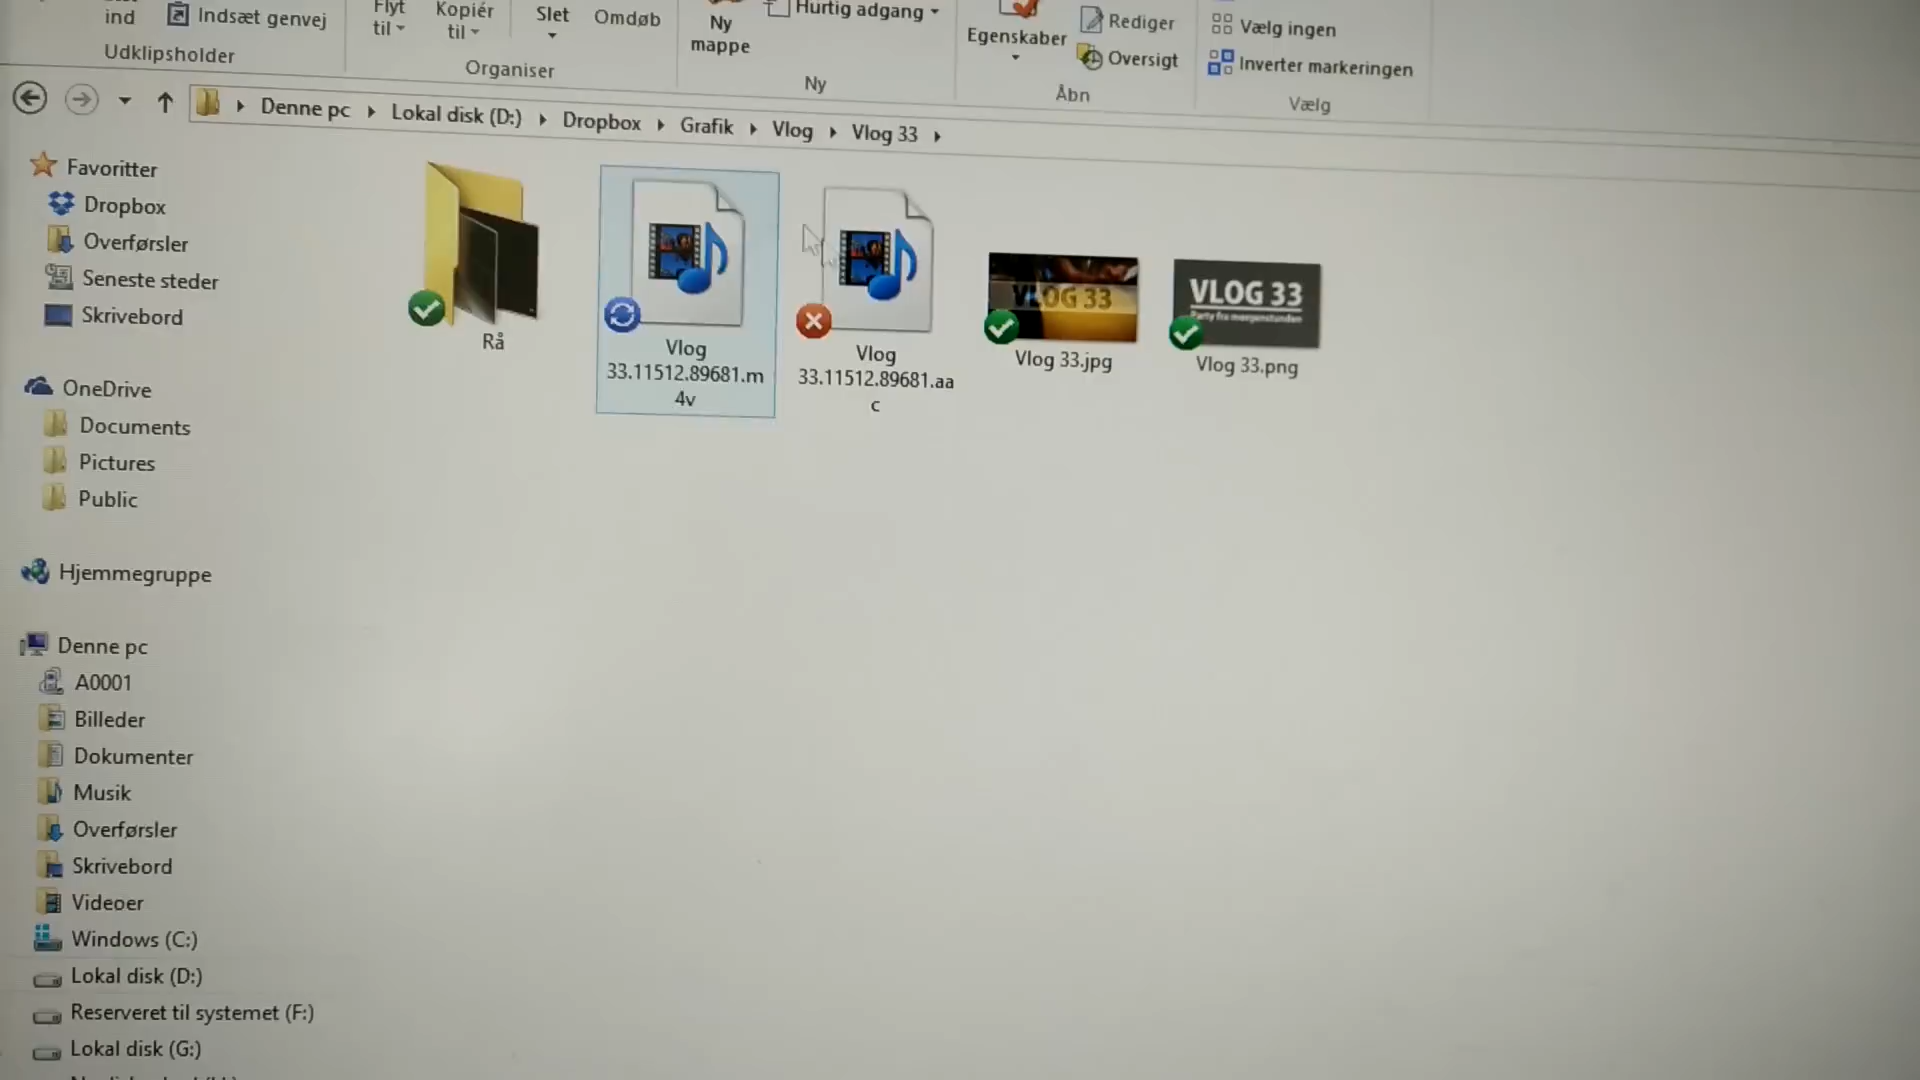 ind
Indsæt genvej
Udklipsholder
Flyt
til
Kopiér
til
Slet
Omdøb
Organiser
Ny
mappe
Hurtig adgang
Ny
Egenskaber
Rediger
Oversigt
Åbn
Vælg ingen
Inverter markeringen
Vælg
Denne pc
Lokal disk (D:)
Dropbox
Grafik
Vlog
Vlog 33
Favoritter
Dropbox
Overførsler
Seneste steder
Skrivebord
OneDrive
Documents
Pictures
Public
Hjemmegruppe
Denne pc
A0001
Billeder
Dokumenter
Musik
Overførsler
Skrivebord
Videoer
Windows (C:)
Lokal disk (D:)
Reserveret til systemet (F:)
Lokal disk (G:)
Rå
Vlog
33.11512.89681.m
4v
Vlog
33.11512.89681.aa
c
VLOG 33
Vlog 33.jpg
VLOG 33
Party fra morgenstunden
Vlog 33.png